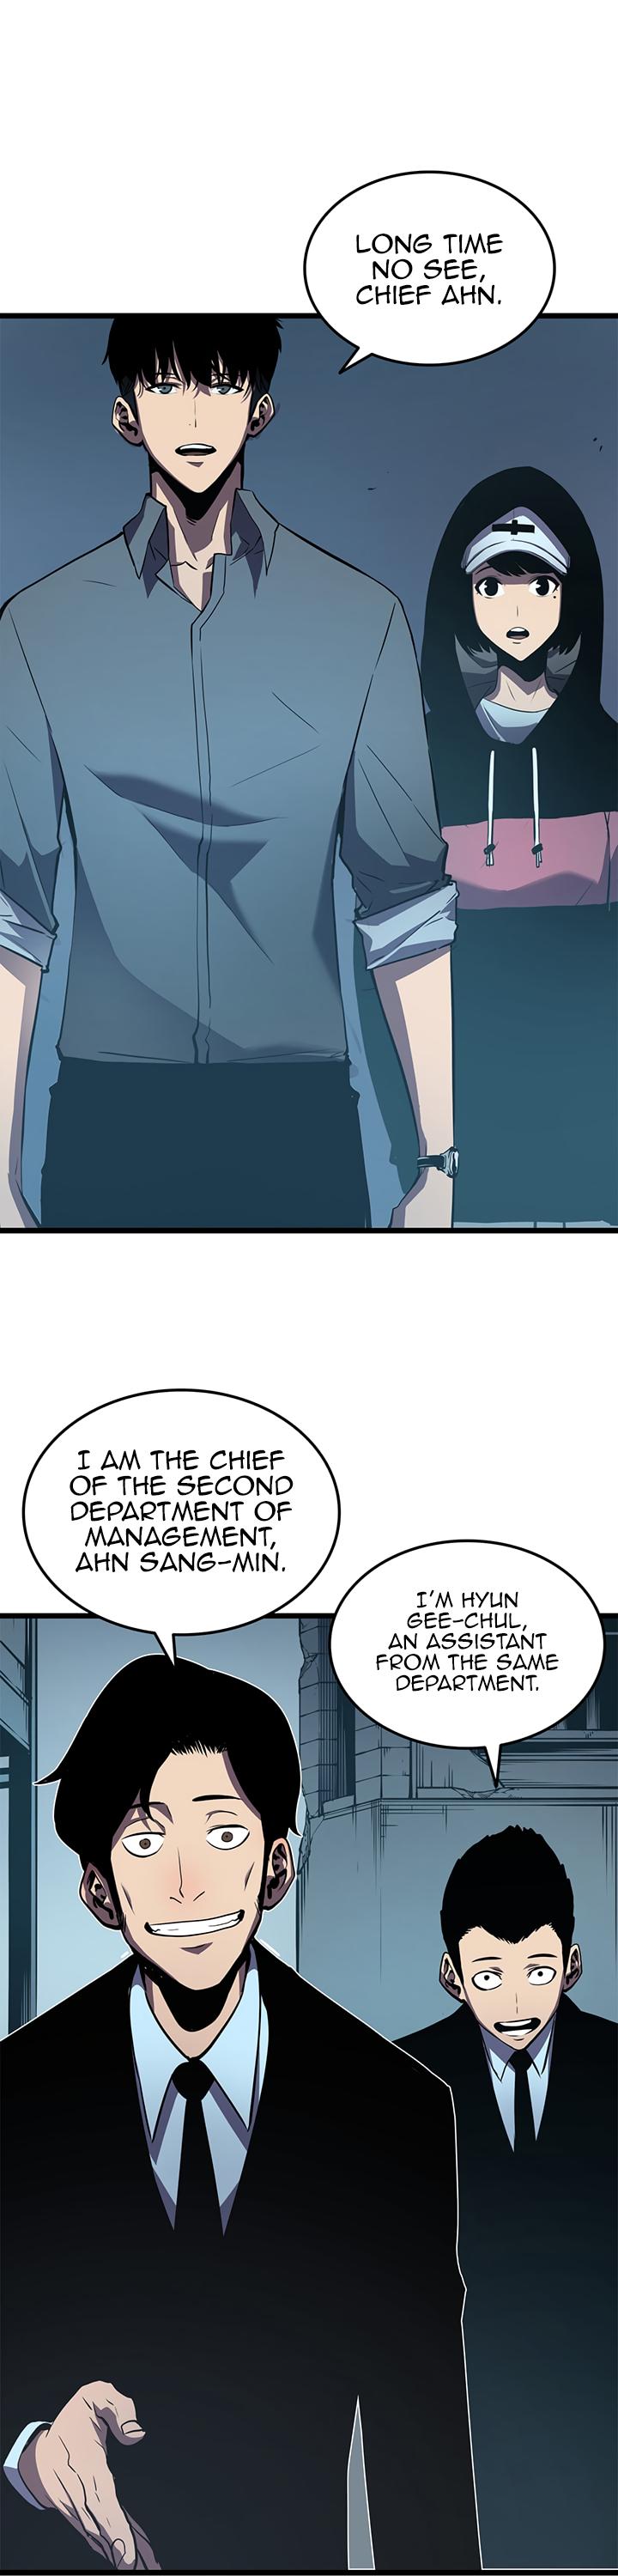 LONG TIME
NO SEE,
CHIEF AHN.
I AM THE CHIEF
OF THE SECOND
DEPARTMENT OF
MANAGEMENT,
AHN SANG-MIN.
I'M HYUN
GEE-CHUL,
AN ASSISTANT
FROM THE SAME
DEPARTMENT.